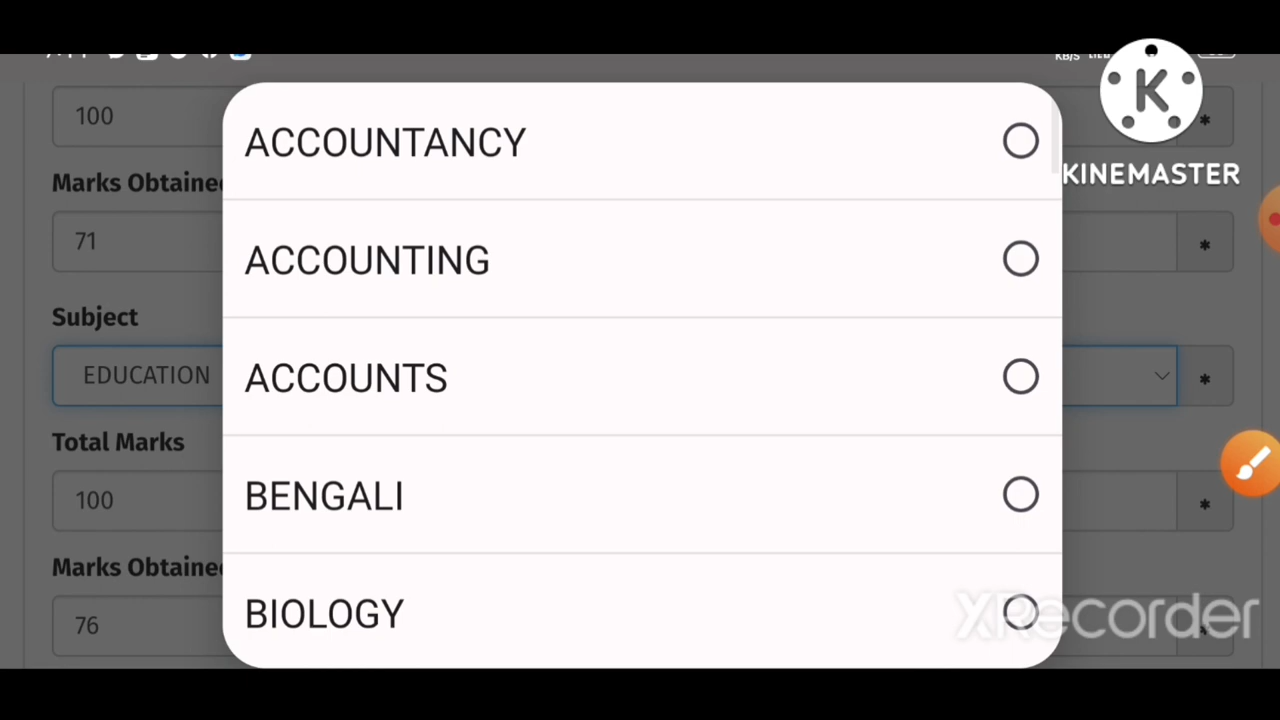 K
KINEMASTER
KB/S
100
*
ACCOUNTANCY
Marks Obtained
71
*
ACCOUNTING
Subject
EDUCATION
*
ACCOUNTS
Total Marks
100
*
BENGALI
Marks Obtained
76
BIOLOGY
XRecorder